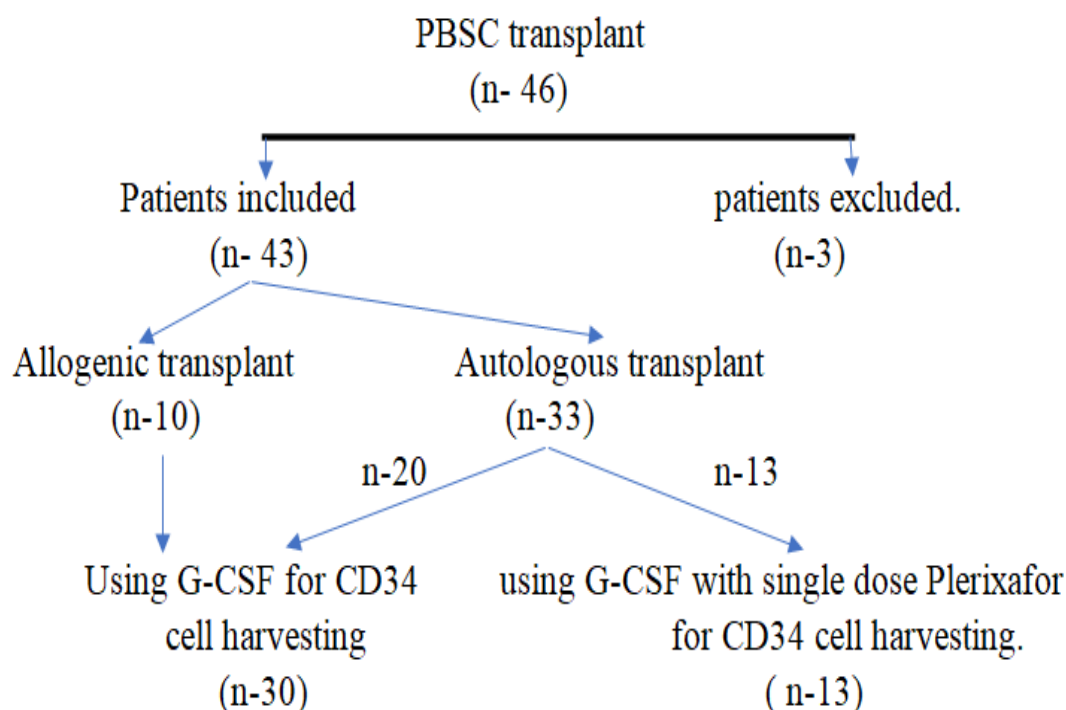 PBSC transplant
(n- 46)
Patients included
(n- 43)
patients excluded.
(n-3)
Allogenic transplant
(n-10)
Autologous transplant
(n-33)
n-20
n-13
Using G-CSF for CD34
cell harvesting
(n-30)
using G-CSF with single dose Plerixafor
for CD34 cell harvesting.
( n-13)